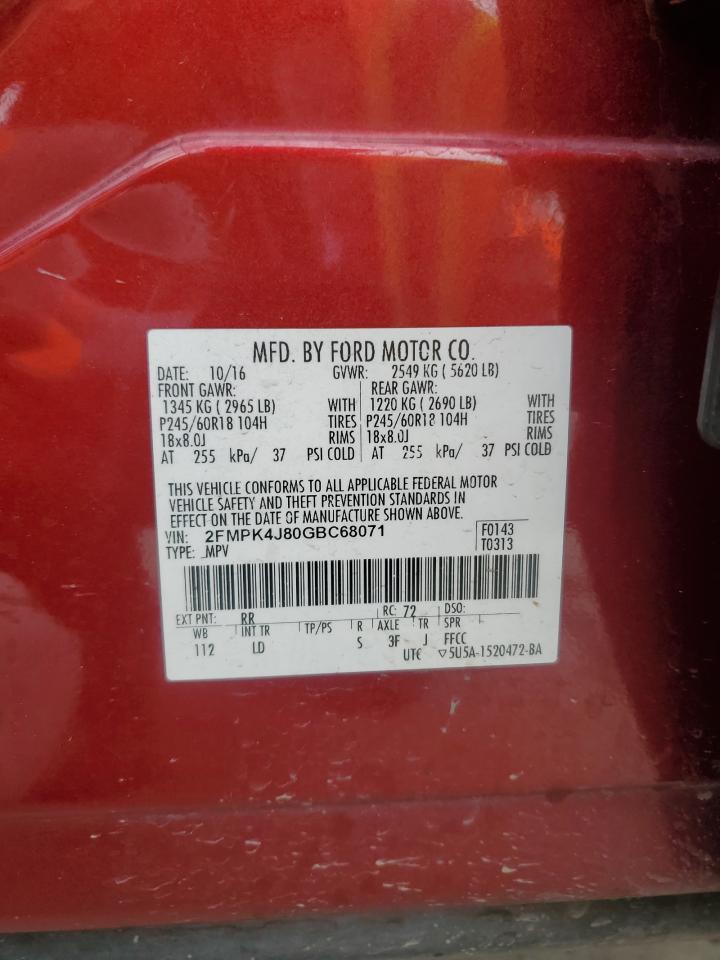 MFD. BY FORD MOTOR CO.
DATE: 10/16 GVWR: 2549 KG ( 5620 LB)
FRONT GAWR: REAR GAWR:
1345 KG ( 2965 LB) WITH 1220 KG ( 2690 LB) WITH
P245/60R18 104H TIRES P245/60R18 104H TIRES
18x8.0J RIMS 18x8.0J RIMS
AT 255 kPa/ 37 PSI COLD AT 255 kPa/ 37 PSI COLD
THIS VEHICLE CONFORMS TO ALL APPLICABLE FEDERAL MOTOR
VEHICLE SAFETY AND THEFT PREVENTION STANDARDS IN
EFFECT ON THE DATE OF MANUFACTURE SHOWN ABOVE.
VIN: 2FMPK4J80GBC68071 F0143
TYPE: MPV T0313
EXT PNT: RR RC: 72 DSO:
WB INT TR TP/PS R AXLE TR SPR
112 LD S 3F J FFCC
UTC ▽5U5A-1520472-BA